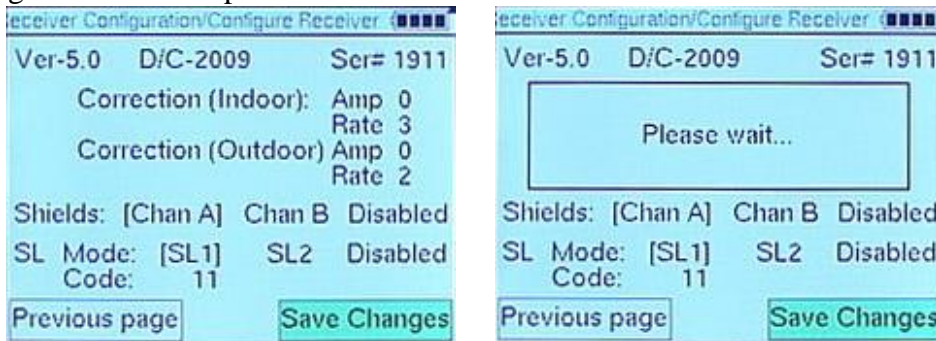 eceiver Configuration/Configure Receiver
Ver-5.0 D/C-2009 Ser# 1911
Correction (Indoor): Amp 0
Rate 3
Correction (Outdoor) Amp 0
Rate 2
Shields: [Chan A] Chan B Disabled
SL Mode: [SL1] SL2 Disabled
Code: 11
Previous page Save Changes
eceiver Configuration/Configure Receiver
Ver-5.0 D/C-2009 Ser# 1911
Please wait...
Shields: [Chan A] Chan B Disabled
SL Mode: [SL1] SL2 Disabled
Code: 11
Previous page Save Changes